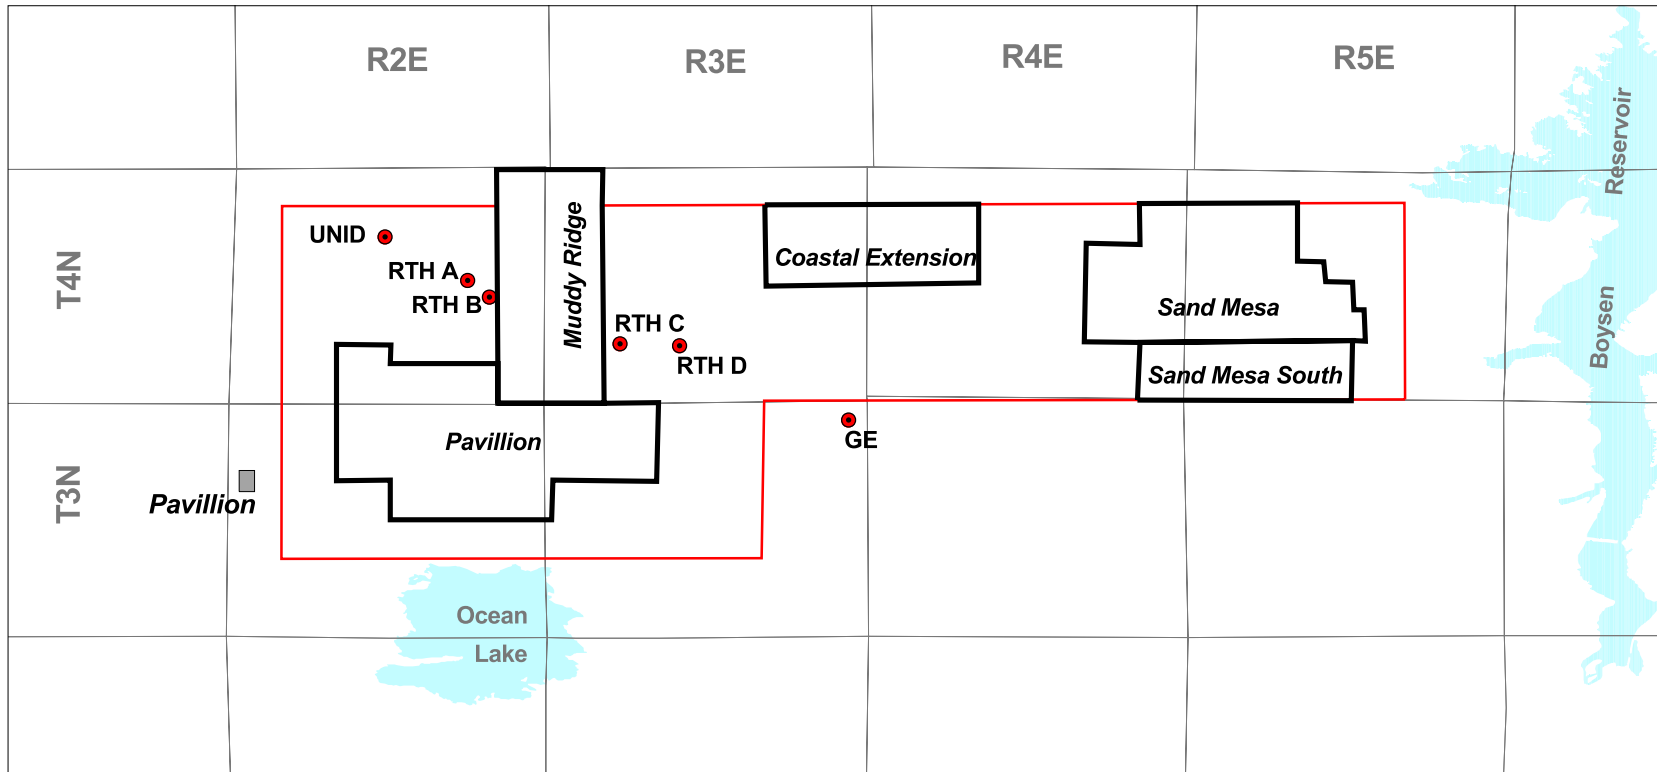 R2E
R3E
R4E
R5E
Reservoir
UNID
Muddy Ridge
Coastal Extension
T4N
RTH A
RTH B
Sand Mesa
Boysen
RTH C
RTH D
Sand Mesa South
Pavillion
GE
T3N
Pavillion
Ocean
Lake